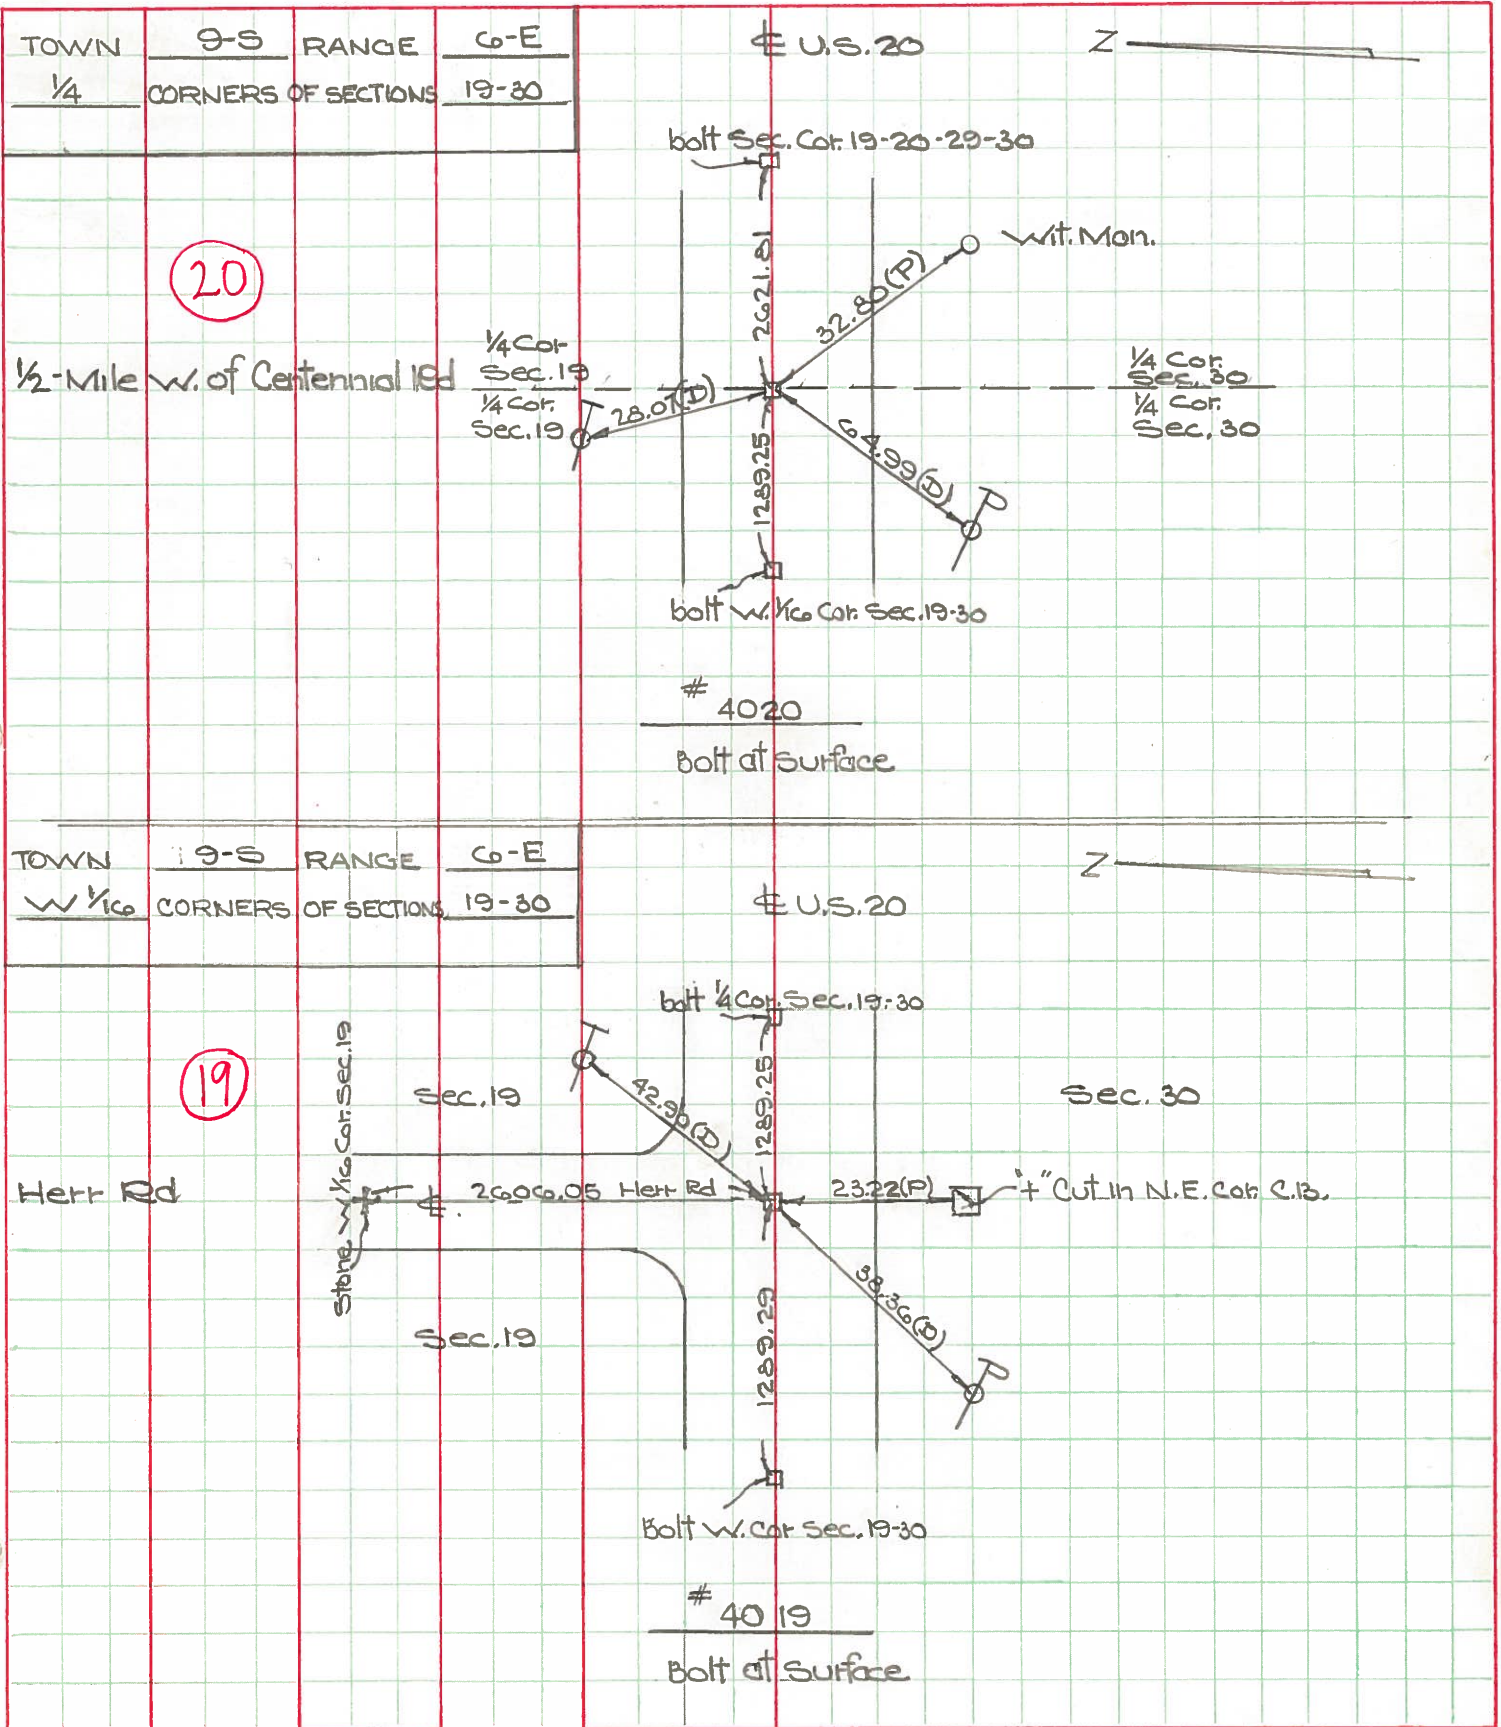 TOWN 9-S RANGE 6-E
1/4 CORNERS OF SECTIONS 19-30
℄ U.S. 20
Z
bolt Sec. Cor. 19-20-29-30
20
2621.81
32.80(P)
Wit. Mon.
1/2-Mile W. of Centennial Rd
1/4 Cor.
Sec. 19
1/4 Cor.
Sec. 19
28.07(D)
1/4 Cor.
Sec. 30
1/4 Cor.
Sec. 30
1289.25
64.99(D)
bolt W. 1/16 Cor. Sec. 19-30
# 4020
Bolt at Surface
TOWN 9-S RANGE 6-E
W 1/16 CORNERS OF SECTIONS 19-30
℄ U.S. 20
Z
bolt 1/4 Cor. Sec. 19-30
19
Stone W 1/16 Cor. Sec. 19
Sec. 19
42.90(D)
1289.25
Sec. 30
Herr Rd
℄ 2606.05 Herr Rd
23.22(P)
"+" Cut in N.E. Cor. C.B.
Sec. 19
1289.29
38.36(D)
Bolt W. Cor Sec. 19-30
# 4019
Bolt at Surface